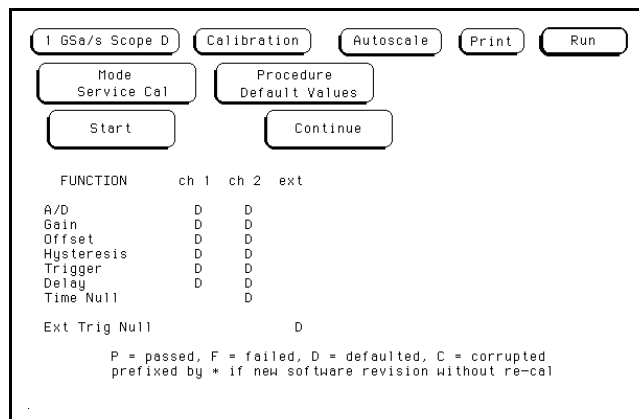 1 GSa/s Scope D Calibration Autoscale Print Run
Mode Procedure
Service Cal Default Values
Start Continue
FUNCTION ch 1 ch 2 ext
A/D D D
Gain D D
Offset D D
Hysteresis D D
Trigger D D
Delay D D
Time Null D
Ext Trig Null D
P = passed, F = failed, D = defaulted, C = corrupted
prefixed by * if new software revision without re-cal